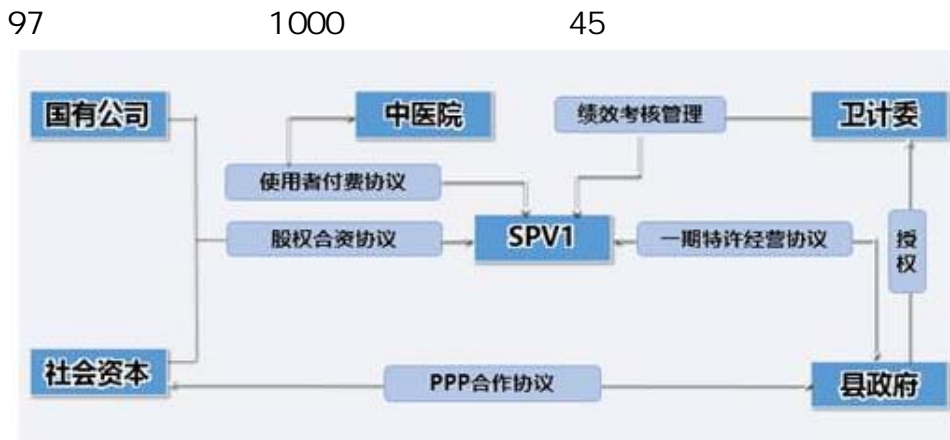 97 1000 45
国有公司 中医院 绩效考核管理 卫计委
使用者付费协议
股权合资协议 SPV1 一期特许经营协议 授权
社会资本 PPP合作协议 县政府